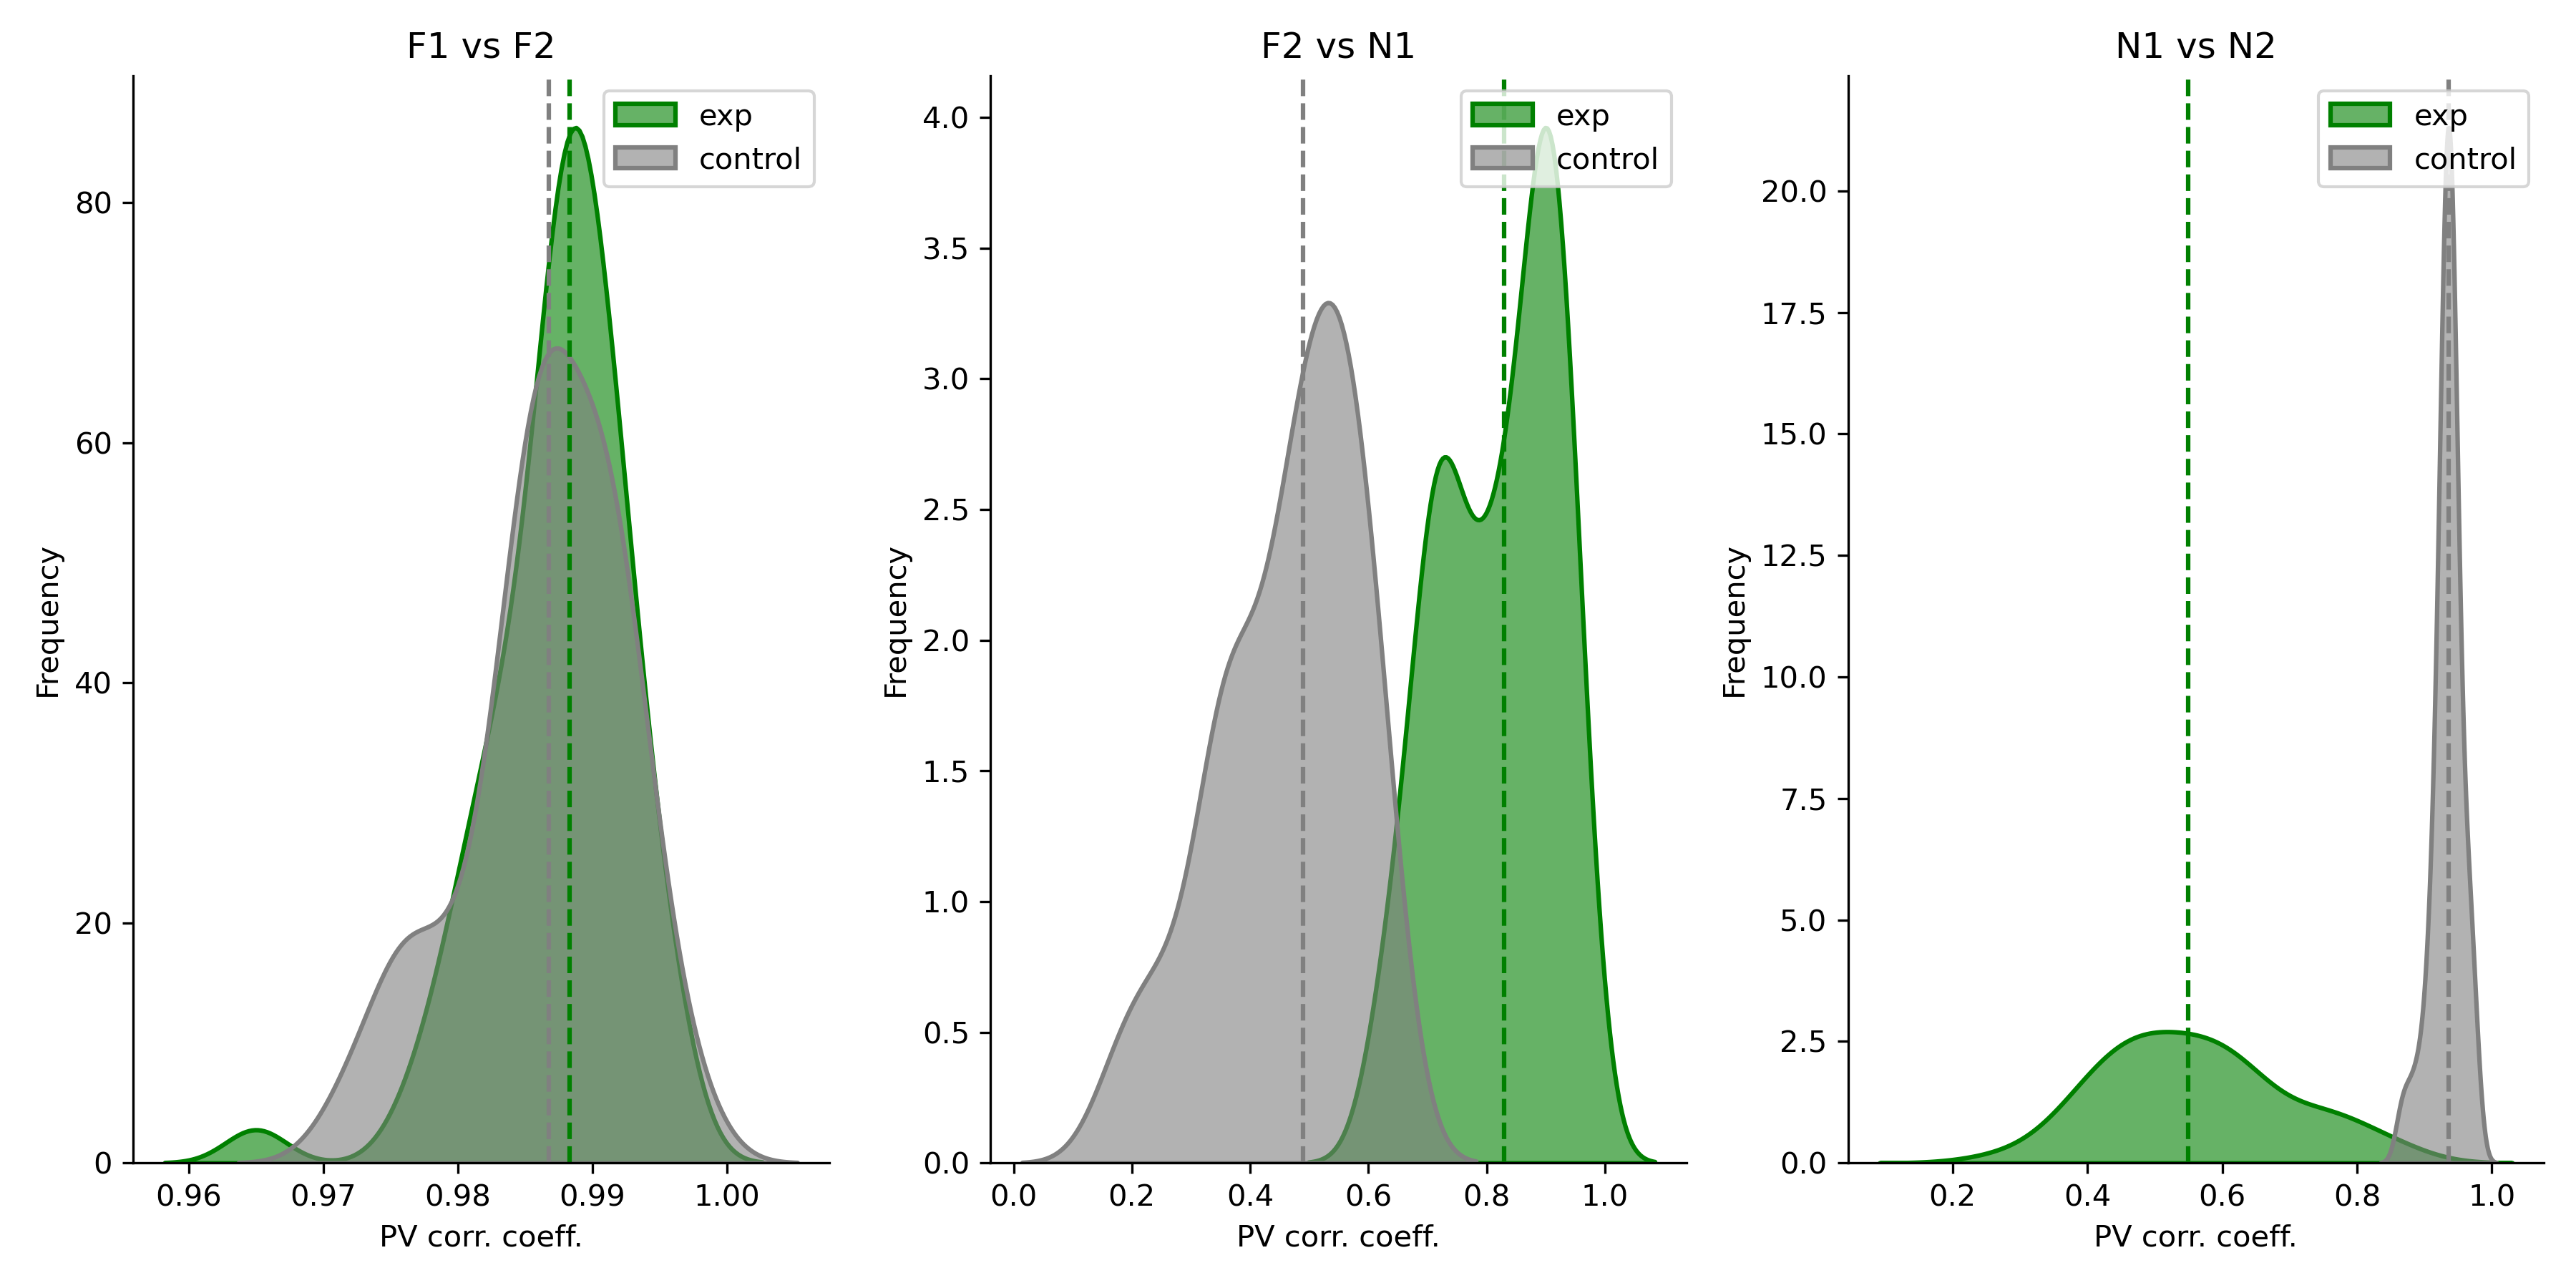 F1 vs F2
exp
control
80
60
40
20
0
Frequency
0.96 0.97 0.98 0.99 1.00
PV corr. coeff.
F2 vs N1
exp
control
4.0
3.5
3.0
2.5
2.0
1.5
1.0
0.5
0.0
Frequency
0.0 0.2 0.4 0.6 0.8 1.0
PV corr. coeff.
N1 vs N2
exp
control
20.0
17.5
15.0
12.5
10.0
7.5
5.0
2.5
0.0
Frequency
0.2 0.4 0.6 0.8 1.0
PV corr. coeff.